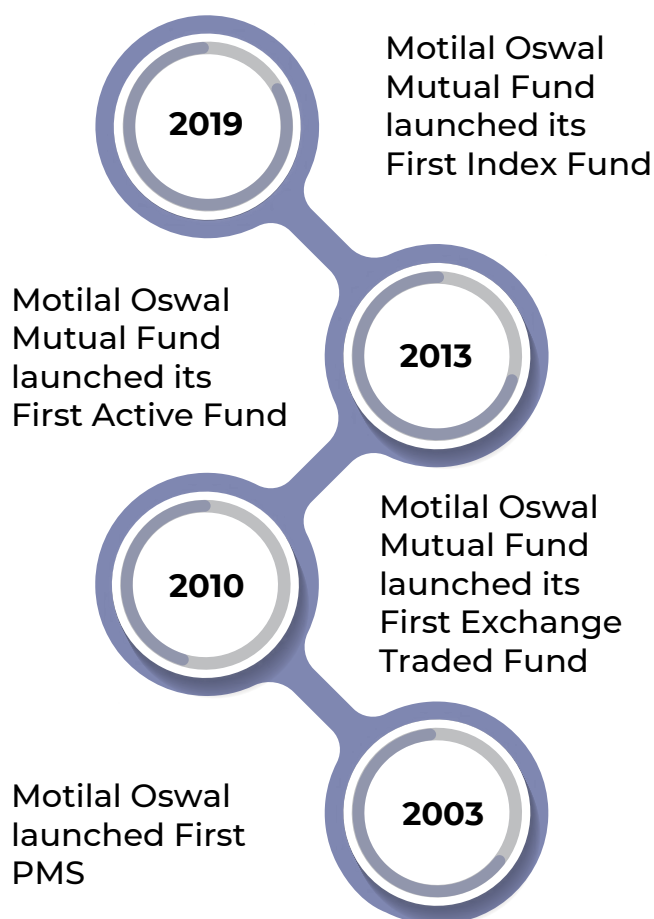 2019
Motilal Oswal
Mutual Fund
launched its
First Index Fund
Motilal Oswal
Mutual Fund
launched its
First Active Fund
2013
2010
Motilal Oswal
Mutual Fund
launched its
First Exchange
Traded Fund
Motilal Oswal
launched First
PMS
2003